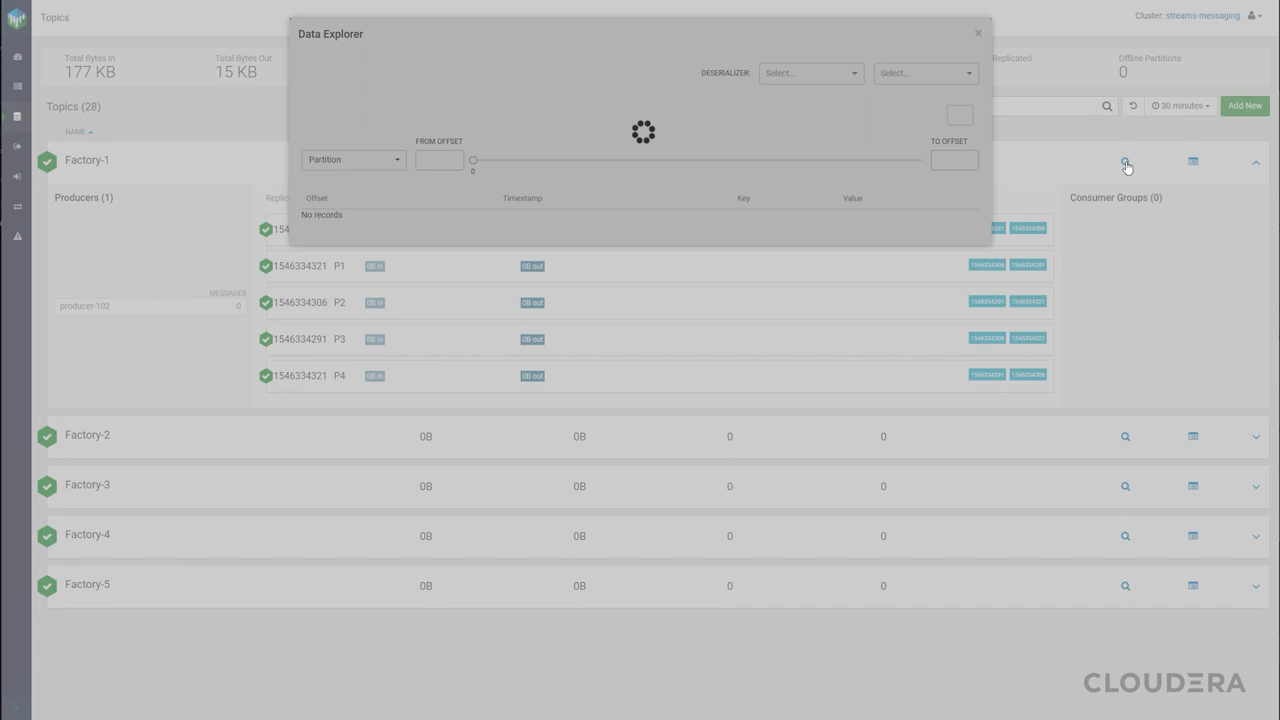 Topics
Cluster: streams-messaging
Data Explorer
×
Total Bytes In
177 KB
Total Bytes Out
15 KB
DESERIALIZER: Select... Select...
Replicated
Offline Partitions
0
Topics (28)
30 minutes
Add New
NAME
FROM OFFSET
TO OFFSET
Partition
0
Factory-1
Producers (1)
Offset Timestamp Key Value
No records
Consumer Groups (0)
MESSAGES
producer-102 0
1546334321 P1 0B in 0B out 1546334306 1546334291
1546334306 P2 0B in 0B out 1546334291 1546334321
1546334291 P3 0B in 0B out 1546334306 1546334321
1546334321 P4 0B in 0B out 1546334291 1546334306
Factory-2 0B 0B 0 0
Factory-3 0B 0B 0 0
Factory-4 0B 0B 0 0
Factory-5 0B 0B 0 0
CLOUDERA